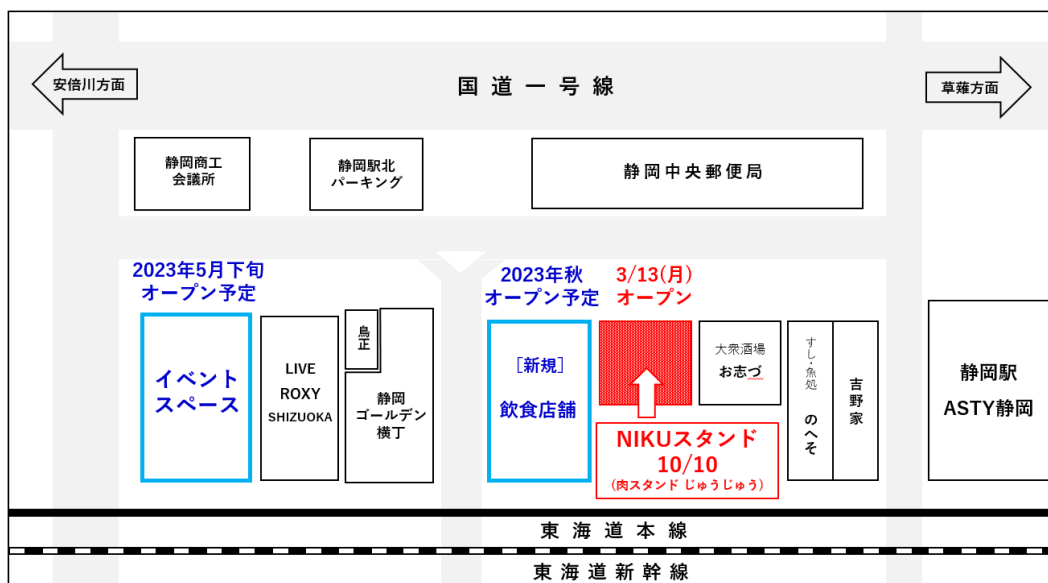 国道一号線
安倍川方面
草薙方面
静岡商工
会議所
静岡駅北
パーキング
静岡中央郵便局
2023年5月下旬
オープン予定
2023年秋
オープン予定
3/13(月)
オープン
イベント
スペース
LIVE
ROXY
SHIZUOKA
鳥正
静岡
ゴールデン
横丁
［新規］
飲食店舗
NIKUスタンド
10/10
(肉スタンド じゅうじゅう)
大衆酒場
お志づ
すし・魚処
のへそ
吉野家
静岡駅
ASTY静岡
東海道本線
東海道新幹線